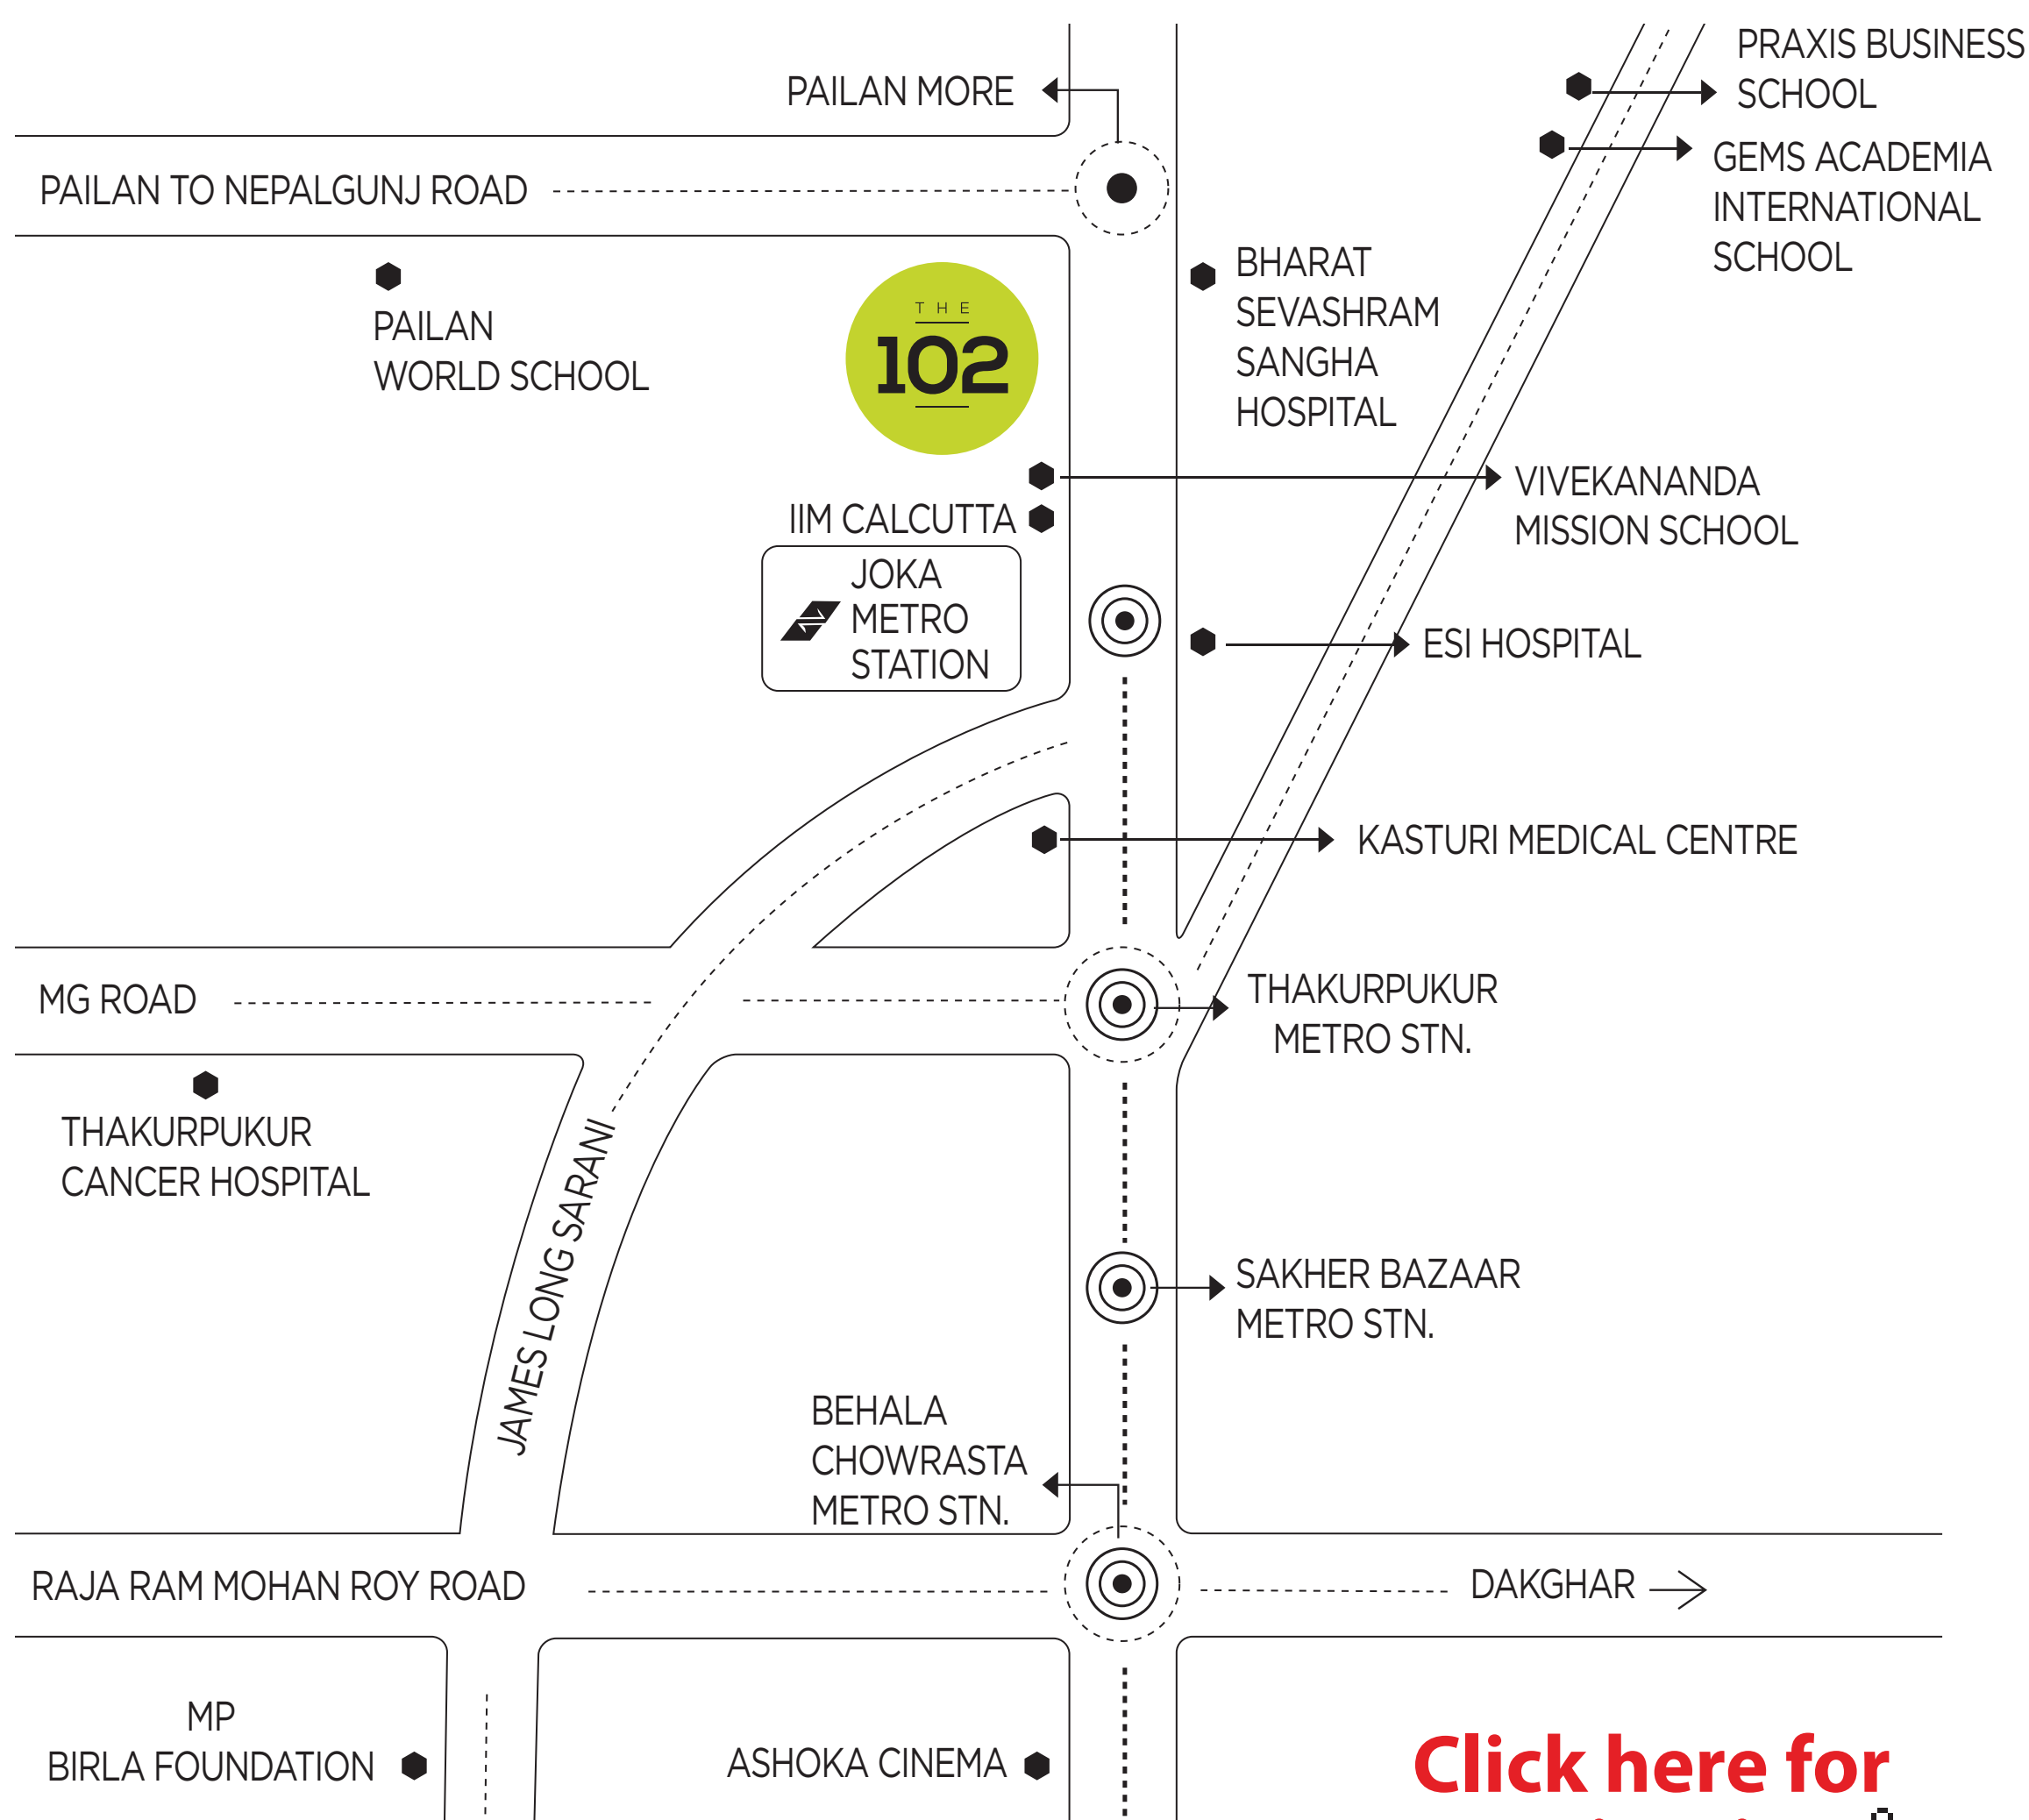 PRAXIS BUSINESS
SCHOOL
PAILAN MORE
GEMS ACADEMIA
INTERNATIONAL
SCHOOL
PAILAN TO NEPALGUNJ ROAD
PAILAN
WORLD SCHOOL
THE
102
BHARAT
SEVASHRAM
SANGHA
HOSPITAL
VIVEKANANDA
MISSION SCHOOL
IIM CALCUTTA
JOKA
METRO
STATION
ESI HOSPITAL
KASTURI MEDICAL CENTRE
MG ROAD
THAKURPUKUR
METRO STN.
THAKURPUKUR
CANCER HOSPITAL
JAMES LONG SARANI
SAKHER BAZAAR
METRO STN.
BEHALA
CHOWRASTA
METRO STN.
RAJA RAM MOHAN ROY ROAD
DAKGHAR
MP
BIRLA FOUNDATION
ASHOKA CINEMA
Click here for